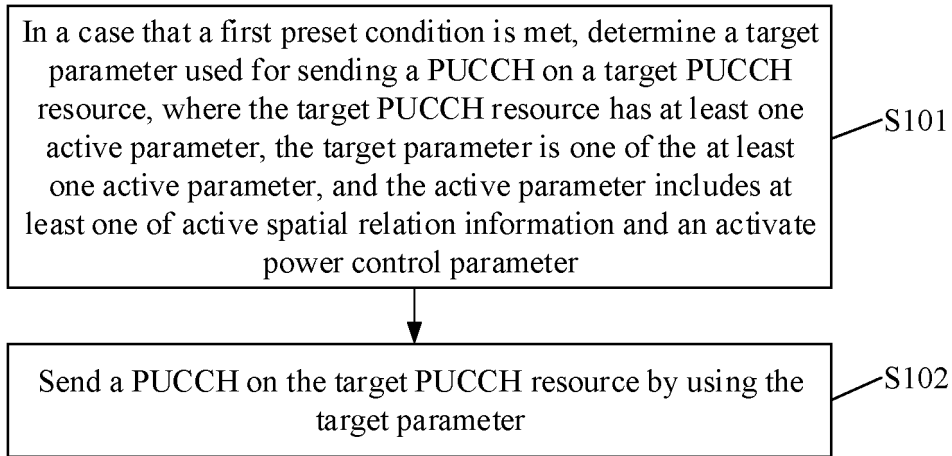 In a case that a first preset condition is met, determine a target
parameter used for sending a PUCCH on a target PUCCH
resource, where the target PUCCH resource has at least one
active parameter, the target parameter is one of the at least
one active parameter, and the active parameter includes at
least one of active spatial relation information and an activate
power control parameter
S101
Send a PUCCH on the target PUCCH resource by using the
target parameter
S102